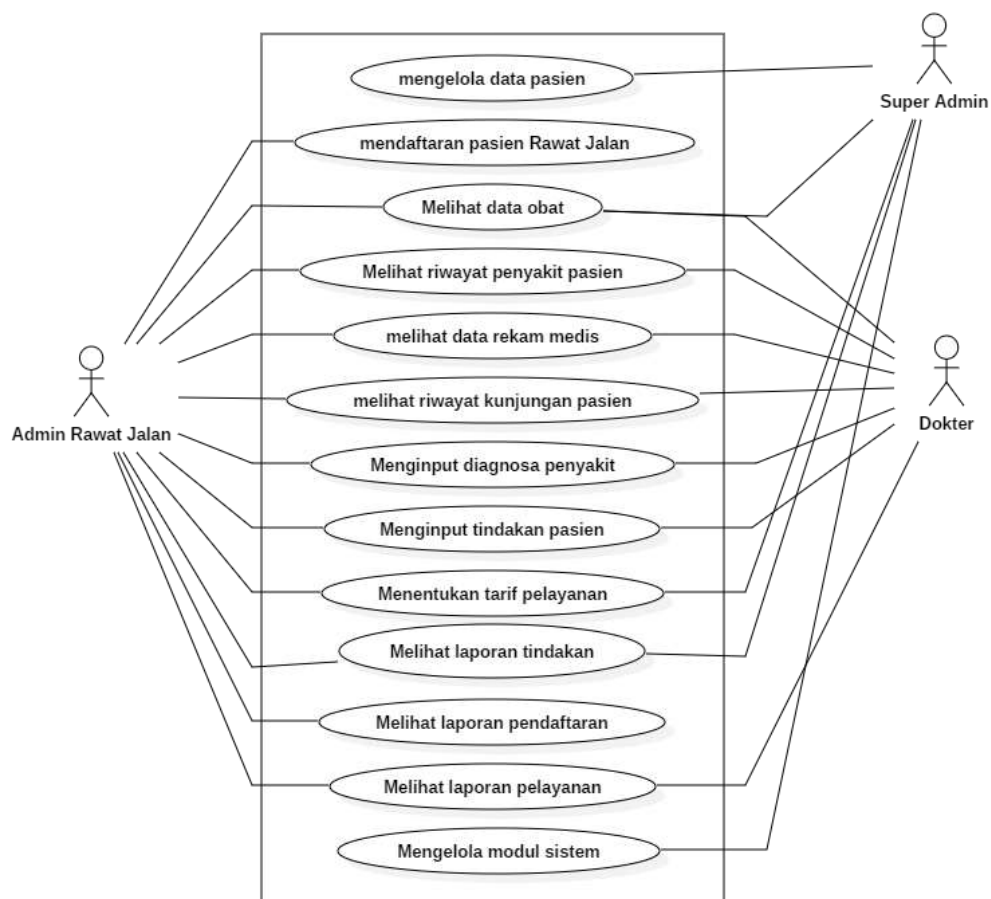 mengelola data pasien
Super Admin
mendaftaran pasien Rawat Jalan
Melihat data obat
Melihat riwayat penyakit pasien
melihat data rekam medis
melihat riwayat kunjungan pasien
Admin Rawat Jalan
Dokter
Menginput diagnosa penyakit
Menginput tindakan pasien
Menentukan tarif pelayanan
Melihat laporan tindakan
Melihat laporan pendaftaran
Melihat laporan pelayanan
Mengelola modul sistem